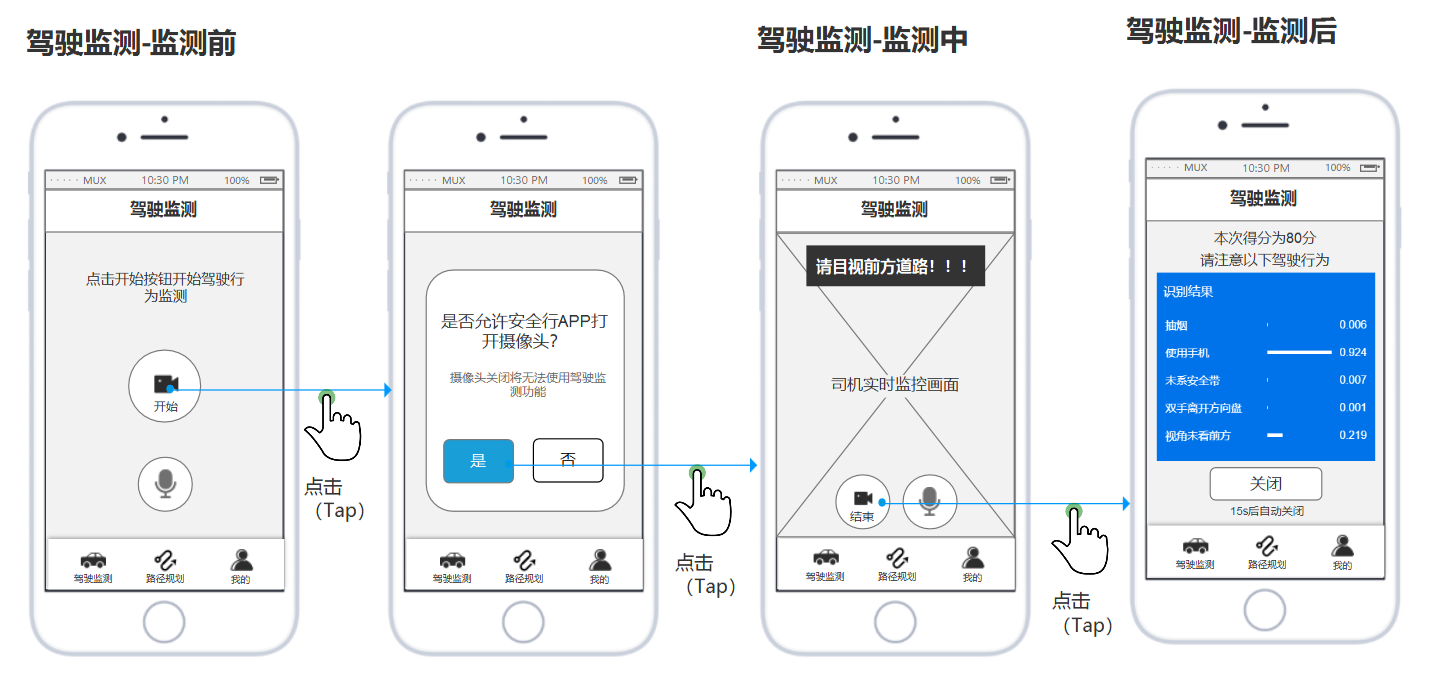 驾驶监测-监测前
驾驶监测-监测中
驾驶监测-监测后
MUX 10:30 PM 100%
驾驶监测
点击开始按钮开始驾驶行
为监测
开始
驾驶监测 路径规划 我的
点击
（Tap）
MUX 10:30 PM 100%
驾驶监测
是否允许安全行APP打
开摄像头？
摄像头关闭将无法使用驾驶监
测功能
是 否
驾驶监测 路径规划 我的
点击
（Tap）
MUX 10:30 PM 100%
驾驶监测
请目视前方道路！！！
司机实时监控画面
结束
驾驶监测 路径规划 我的
点击
（Tap）
MUX 10:30 PM 100%
驾驶监测
本次得分为80分
请注意以下驾驶行为
识别结果
抽烟 0.006
使用手机 0.924
未系安全带 0.007
双手离开方向盘 0.001
视角未看前方 0.219
关闭
15s后自动关闭
驾驶监测 路径规划 我的